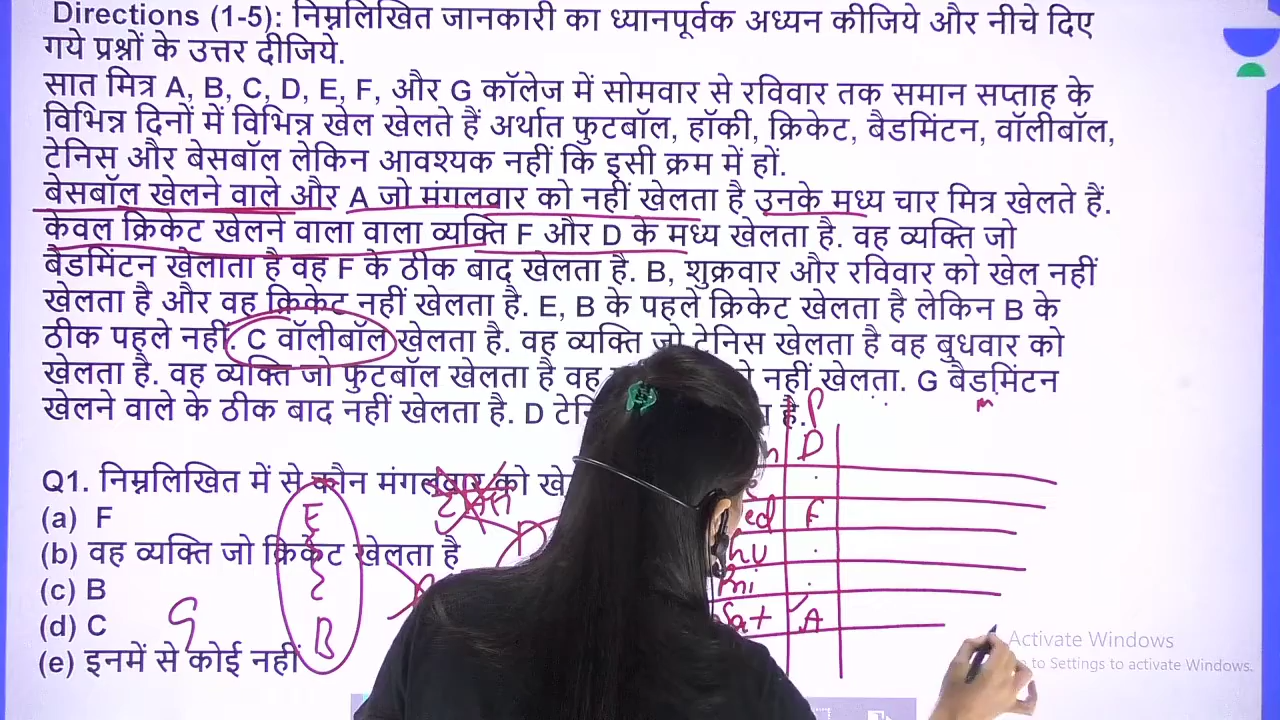 Directions (1-5): निम्नलिखित जानकारी का ध्यानपूर्वक अध्यन कीजिये और नीचे दिए
गये प्रश्नों के उत्तर दीजिये.
सात मित्र A, B, C, D, E, F, और G कॉलेज में सोमवार से रविवार तक समान सप्ताह के
विभिन्न दिनों में विभिन्न खेल खेलते हैं अर्थात फुटबॉल, हॉकी, क्रिकेट, बैडमिंटन, वॉलीबॉल,
टेनिस और बेसबॉल लेकिन आवश्यक नहीं कि इसी क्रम में हों.
बेसबॉल खेलने वाले और A जो मंगलवार को नहीं खेलता है उनके मध्य चार मित्र खेलते हैं.
केवल क्रिकेट खेलने वाला वाला व्यक्ति F और D के मध्य खेलता है. वह व्यक्ति जो
बैडमिंटन खेलाता है वह F के ठीक बाद खेलता है. B, शुक्रवार और रविवार को खेल नहीं
खेलता है और वह क्रिकेट नहीं खेलता है. E, B के पहले क्रिकेट खेलता है लेकिन B के
ठीक पहले नहीं. C वॉलीबॉल खेलता है. वह व्यक्ति जो टेनिस खेलता है वह बुधवार को
खेलता है. वह व्यक्ति जो फुटबॉल खेलता है वह नहीं खेलता. G बैडमिंटन
खेलने वाले के ठीक बाद नहीं खेलता है. D है.
D
Q1. निम्नलिखित में से कौन मंगलवार को
(a) F
E
F
(b) वह व्यक्ति जो क्रिकेट खेलता है
(c) B
(d) C
G
B
Sat A
(e) इनमें से कोई नहीं
Activate Windows
to Settings to activate Windows.